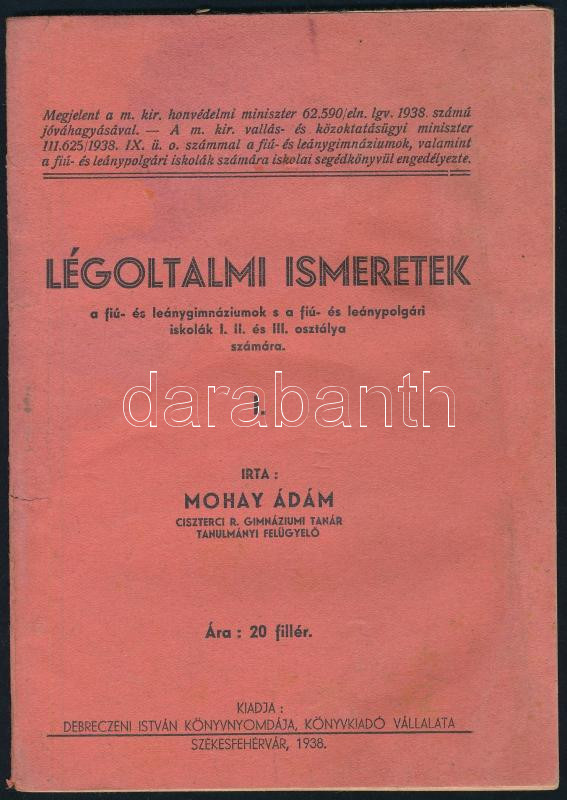 Megjelent a m. kir. honvédelmi miniszter 62.590/eln. lgv. 1938. számú
jóváhagyásával. — A m. kir. vallás- és közoktatásügyi miniszter
111.625/1938. IX. ü. o. számmal a fiú- és leánygimnáziumok, valamint
a fiú- és leánypolgári iskolák számára iskolai segédkönyvül engedélyezte.
LÉGOLTALMI ISMERETEK
a fiú- és leánygimnáziumok s a fiú- és leánypolgári
iskolák I. II. és III. osztálya
számára.
darabanth
I.
IRTA :
MOHAY ÁDÁM
CISZTERCI R. GIMNÁZIUMI TANÁR
TANULMÁNYI FELÜGYELŐ
Ára : 20 fillér.
KIADJA :
DEBRECZENI ISTVÁN KÖNYVNYOMDÁJA, KÖNYVKIADÓ VÁLLALATA
SZÉKESFEHÉRVÁR, 1938.